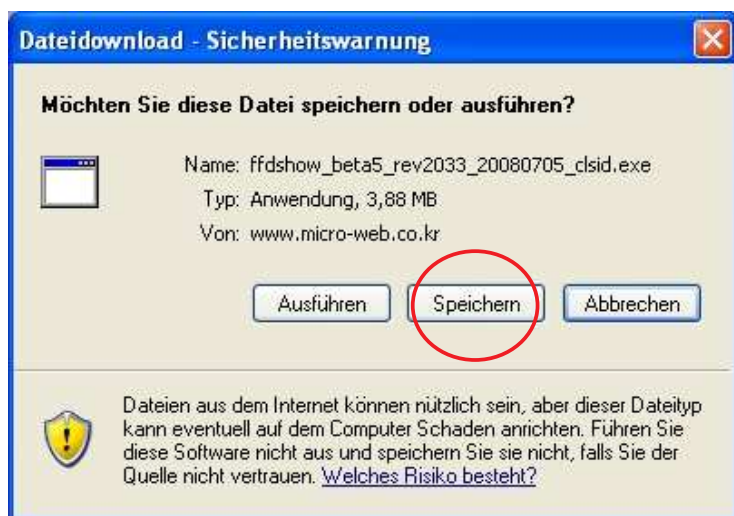 Dateidownload - Sicherheitswarnung
Möchten Sie diese Datei speichern oder ausführen?
Name: ffdshow_beta5_rev2033_20080705_clsid.exe
Typ: Anwendung, 3,88 MB
Von: www.micro-web.co.kr
Ausführen Speichern Abbrechen
Dateien aus dem Internet können nützlich sein, aber dieser Dateityp
kann eventuell auf dem Computer Schaden anrichten. Führen Sie
diese Software nicht aus und speichern Sie sie nicht, falls Sie der
Quelle nicht vertrauen. Welches Risiko besteht?